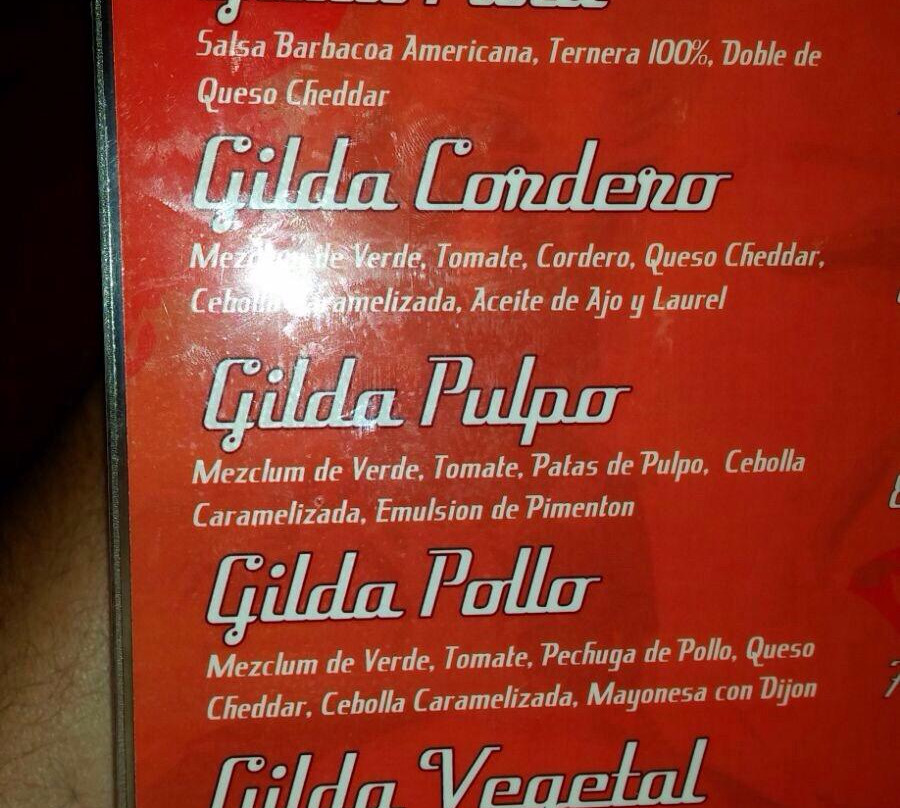 Salsa Barbacoa Americana, Ternera 100%, Doble de
Queso Cheddar
Gilda Cordero
de Verde, Tomate, Cordero, Queso Cheddar,
Cebolla Caramelizada, Aceite de Ajo y Laurel
Gilda Pulpo
Mezclum de Verde, Tomate, Patas de Pulpo, Cebolla
Caramelizada, Emulsion de Pimenton
Gilda Pollo
Mezclum de Verde, Tomate, Pechuga de Pollo, Queso
Cheddar, Cebolla Caramelizada, Mayonesa con Dijon
Gilda Vegetal